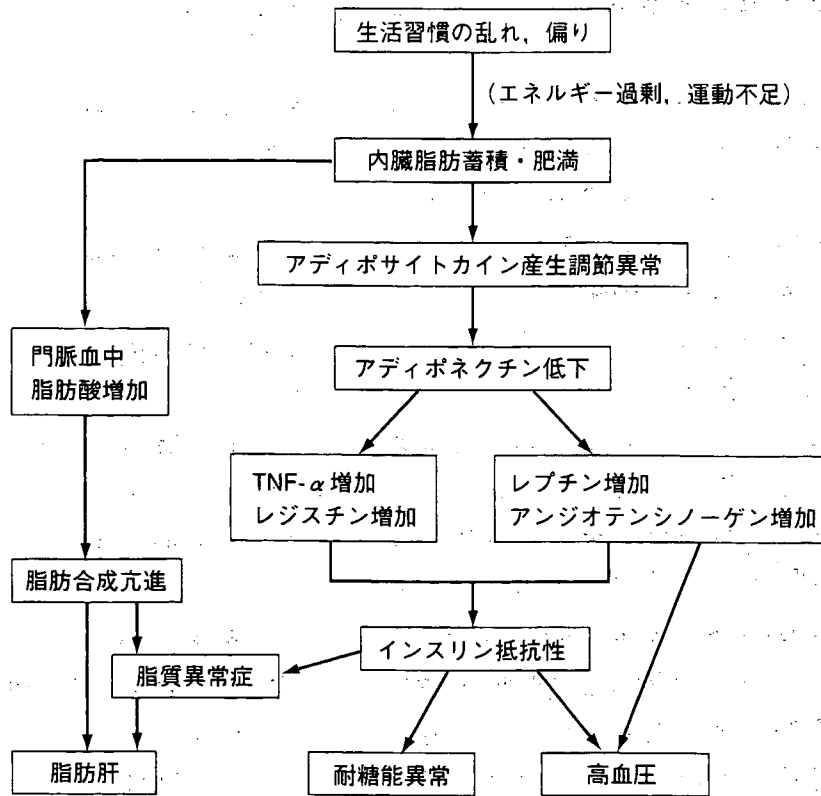 生活習慣の乱れ，偏り
（エネルギー過剰，運動不足）
内臓脂肪蓄積・肥満
アディポサイトカイン産生調節異常
門脈血中
脂肪酸増加
アディポネクチン低下
TNF-α増加
レジスチン増加
レプチン増加
アンジオテンシノーゲン増加
脂肪合成亢進
インスリン抵抗性
脂質異常症
脂肪肝
耐糖能異常
高血圧